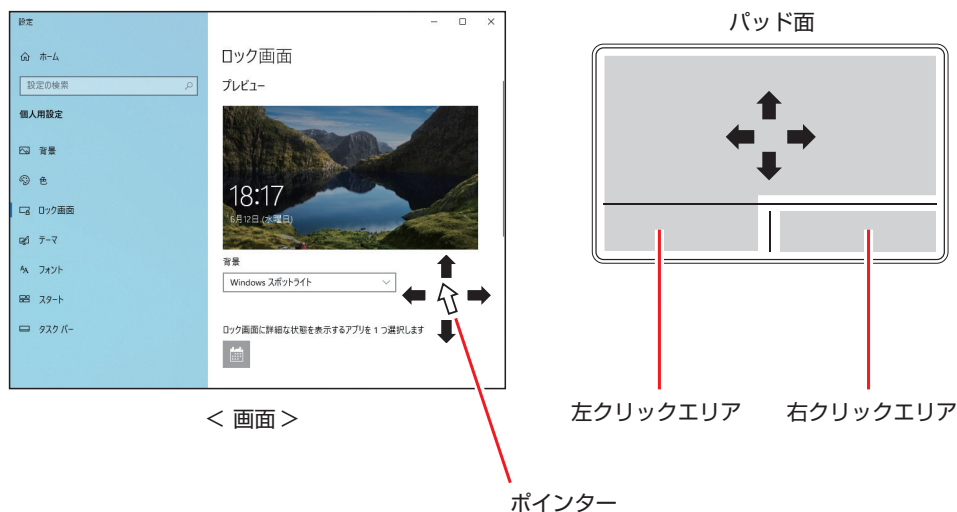 設定
ホーム
設定の検索
個人用設定
背景
色
ロック画面
テーマ
フォント
スタート
タスク バー
ロック画面
プレビュー
18:17
6月12日 (水曜日)
背景
Windows スポットライト
ロック画面に詳細な状態を表示するアプリを 1 つ選択します
＜ 画面 ＞
ポインター
パッド面
左クリックエリア
右クリックエリア